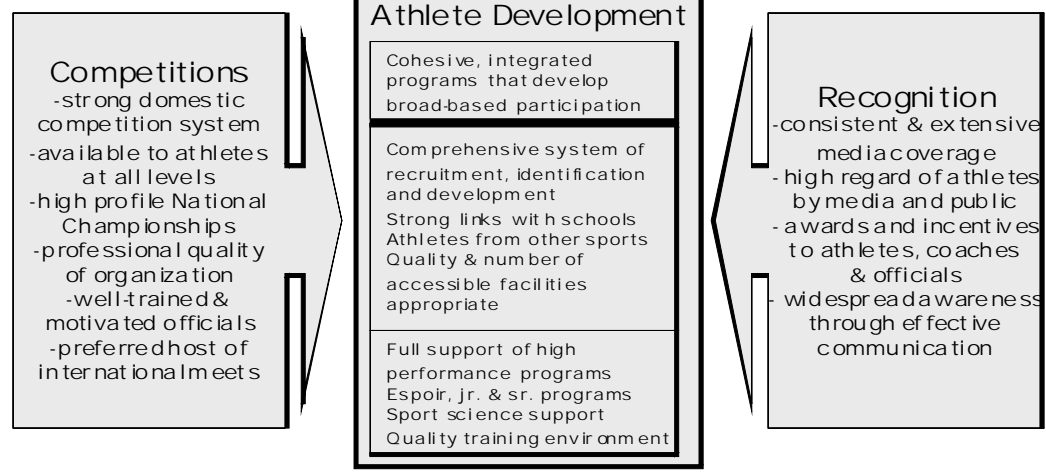 Competitions
-strong domestic
competition system
-available to athletes
at all levels
-high profile National
Championships
-professional quality
of organization
-well-trained &
motivated officials
-preferred host of
international meets
Athlete Development
Cohesive, integrated
programs that develop
broad-based participation
Comprehensive system of
recruitment, identification
and development
Strong links with schools
Athletes from other sports
Quality & number of
accessible facilities
appropriate
Full support of high
performance programs
Espoir, jr. & sr. programs
Sport science support
Quality training environment
Recognition
-consistent & extensive
media coverage
- high regard of athletes
by media and public
- awards and incentives
to athletes, coaches
& officials
- widespread awareness
through effective
communication